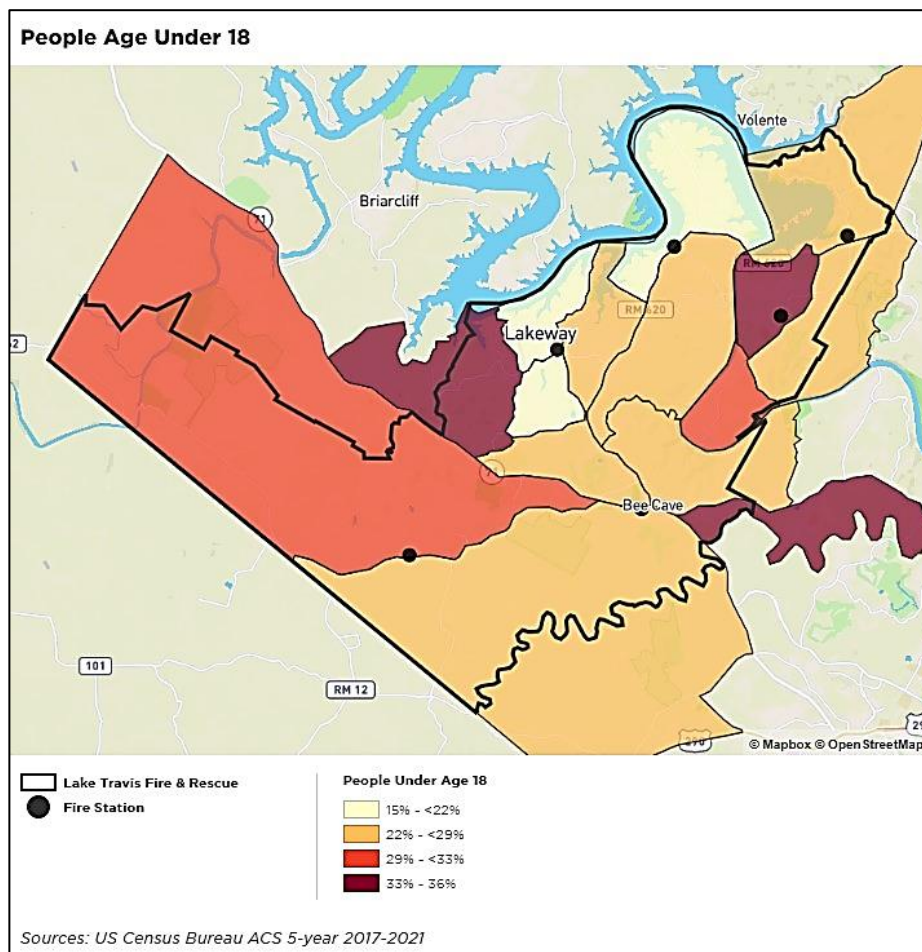 People Age Under 18
Volente
Briarcliff
71
RM 620
RM 620
Lakeway
71
Bee Cave
101
RM 12
290
29
© Mapbox © OpenStreetMap
Lake Travis Fire & Rescue
Fire Station
People Under Age 18
15% - <22%
22% - <29%
29% - <33%
33% - 36%
Sources: US Census Bureau ACS 5-year 2017-2021